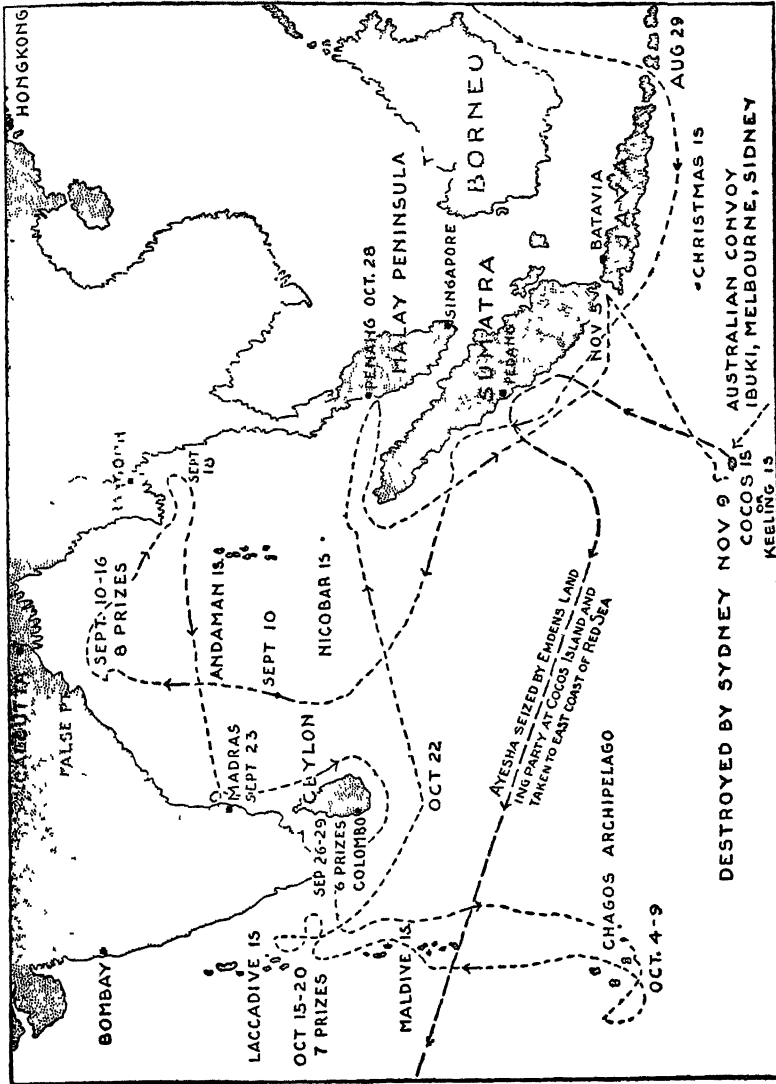 HONGKONG
CALCUTTA
FALSE PT
BOMBAY
SEPT. 10-16
8 PRIZES
SEPT
18
ANDAMAN IS.
SEPT 10
NICOBAR IS
MADRAS
SEPT 23
CEYLON
SEP 26-29
6 PRIZES
COLOMBO
LACCADIVE IS
OCT 15-20
7 PRIZES
MALDIVE IS.
OCT 22
PENANG OCT. 28
MALAY PENINSULA
SINGAPORE
BORNEO
SUMATRA
PEDANG
BATAVIA
JAVA
NOV 5
AUG 29
AYESHA SEIZED BY EMDENS LAND
ING PARTY AT COCOS ISLAND AND
TAKEN TO EAST COAST OF RED SEA
CHAGOS ARCHIPELAGO
OCT. 4-9
CHRISTMAS IS
DESTROYED BY SYDNEY NOV 9
COCOS IS
OR
KEELING IS
AUSTRALIAN CONVOY
IBUKI, MELBOURNE, SIDNEY